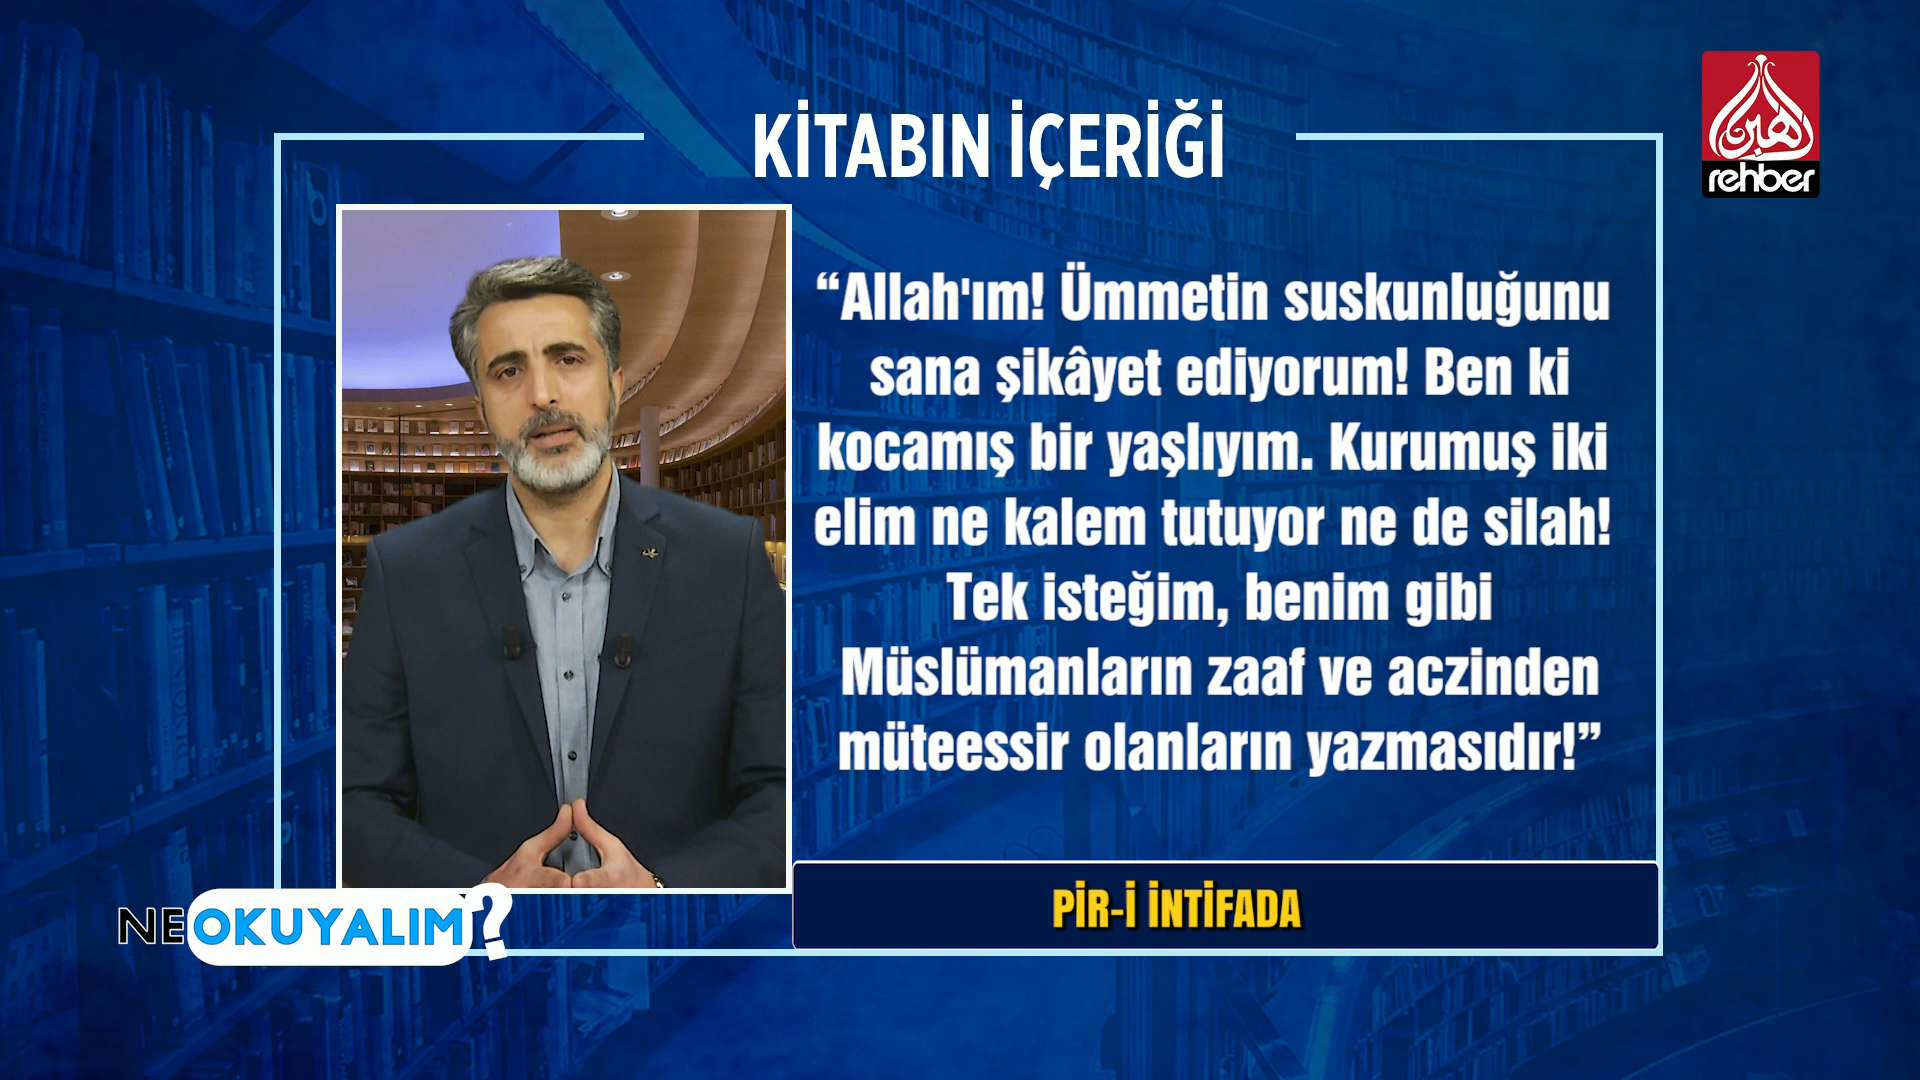 KİTABIN İÇERİĞİ
رهبر
rehber
“Allah'ım! Ümmetin suskunluğunu
sana şikâyet ediyorum! Ben ki
kocamış bir yaşlıyım. Kurumuş iki
elim ne kalem tutuyor ne de silah!
Tek isteğim, benim gibi
Müslümanların zaaf ve aczinden
müteessir olanların yazmasıdır!”
PİR-İ İNTİFADA
NE OKUYALIM?